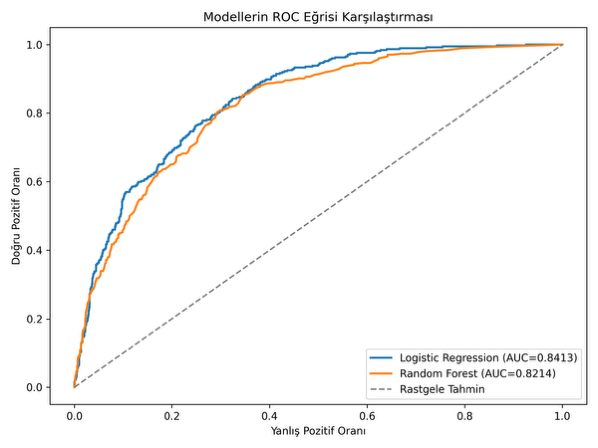 Modellerin ROC Eğrisi Karşılaştırması
1.0
0.8
0.6
0.4
0.2
0.0
Doğru Pozitif Oranı
0.0 0.2 0.4 0.6 0.8 1.0
Yanlış Pozitif Oranı
Logistic Regression (AUC=0.8413)
Random Forest (AUC=0.8214)
Rastgele Tahmin